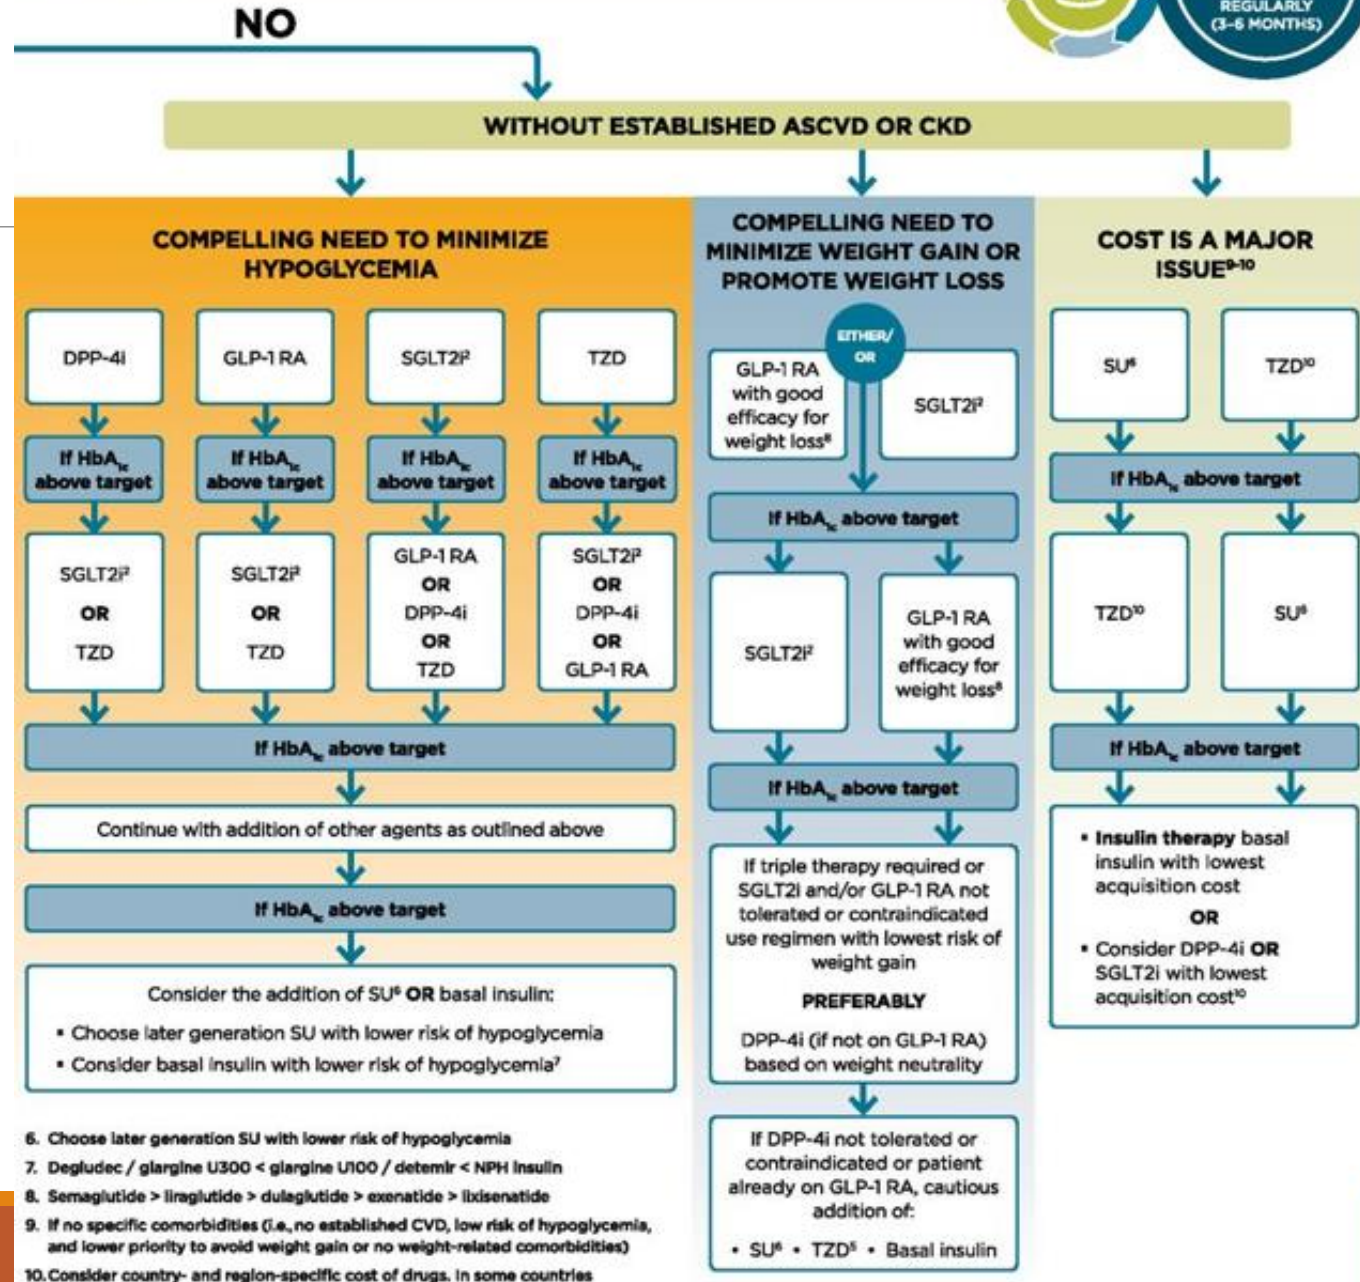 NO
REGULARLY
(3-6 MONTHS)
WITHOUT ESTABLISHED ASCVD OR CKD
COMPELLING NEED TO MINIMIZE
HYPOGLYCEMIA
DPP-4i
GLP-1 RA
SGLT2i²
TZD
If HbA1c
above target
If HbA1c
above target
If HbA1c
above target
If HbA1c
above target
SGLT2i²
OR
TZD
SGLT2i²
OR
TZD
GLP-1 RA
OR
DPP-4i
OR
TZD
SGLT2i²
OR
DPP-4i
OR
GLP-1 RA
If HbA1c above target
Continue with addition of other agents as outlined above
If HbA1c above target
Consider the addition of SU⁶ OR basal insulin:
▪ Choose later generation SU with lower risk of hypoglycemia
▪ Consider basal insulin with lower risk of hypoglycemia⁷
COMPELLING NEED TO
MINIMIZE WEIGHT GAIN OR
PROMOTE WEIGHT LOSS
EITHER/
OR
GLP-1 RA
with good
efficacy for
weight loss⁸
SGLT2i²
If HbA1c above target
SGLT2i²
GLP-1 RA
with good
efficacy for
weight loss⁸
If HbA1c above target
If triple therapy required or
SGLT2i and/or GLP-1 RA not
tolerated or contraindicated
use regimen with lowest risk of
weight gain
PREFERABLY
DPP-4i (if not on GLP-1 RA)
based on weight neutrality
If DPP-4i not tolerated or
contraindicated or patient
already on GLP-1 RA, cautious
addition of:
• SU⁶ • TZD⁵ • Basal insulin
COST IS A MAJOR
ISSUE⁹⁻¹⁰
SU⁶
TZD¹⁰
If HbA1c above target
TZD¹⁰
SU⁶
If HbA1c above target
▪ Insulin therapy basal
insulin with lowest
acquisition cost
OR
▪ Consider DPP-4i OR
SGLT2i with lowest
acquisition cost¹⁰
6. Choose later generation SU with lower risk of hypoglycemia
7. Degludec / glargine U300 < glargine U100 / detemir < NPH insulin
8. Semaglutide > liraglutide > dulaglutide > exenatide > lixisenatide
9. If no specific comorbidities (i.e., no established CVD, low risk of hypoglycemia,
and lower priority to avoid weight gain or no weight-related comorbidities)
10. Consider country- and region-specific cost of drugs. In some countries